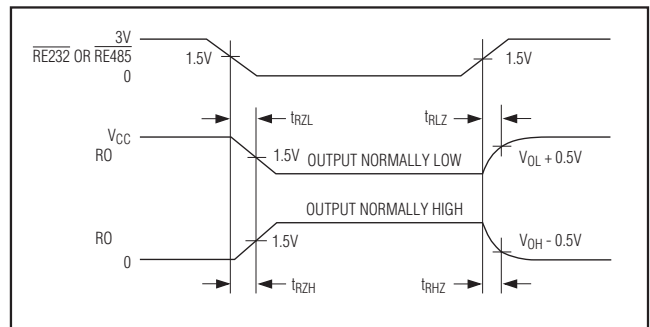 3V
RE232 OR RE485
1.5V
1.5V
0
tRZL
tRLZ
VCC
RO
1.5V
OUTPUT NORMALLY LOW
VOL + 0.5V
OUTPUT NORMALLY HIGH
RO
1.5V
VOH - 0.5V
0
tRZH
tRHZ